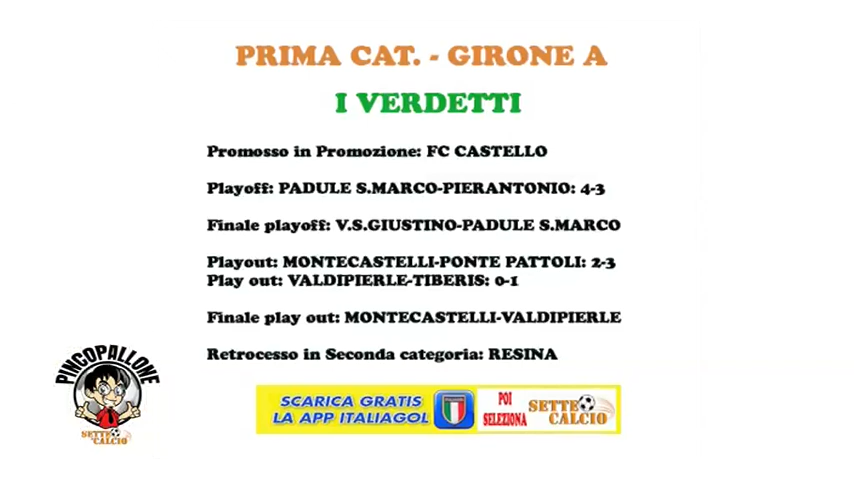 PRIMA CAT. - GIRONE A
I VERDETTI
Promosso in Promozione: FC CASTELLO
Playoff: PADULE S.MARCO-PIERANTONIO: 4-3
Finale playoff: V.S.GIUSTINO-PADULE S.MARCO
Playout: MONTECASTELLI-PONTE PATTOLI: 2-3
Play out: VALDIPIERLE-TIBERIS: 0-1
Finale play out: MONTECASTELLI-VALDIPIERLE
Retrocesso in Seconda categoria: RESINA
PINCOPALLONE
SETTE
CALCIO
SCARICA GRATIS
LA APP ITALIAGOL
POI
SELEZIONA
SETTE
CALCIO